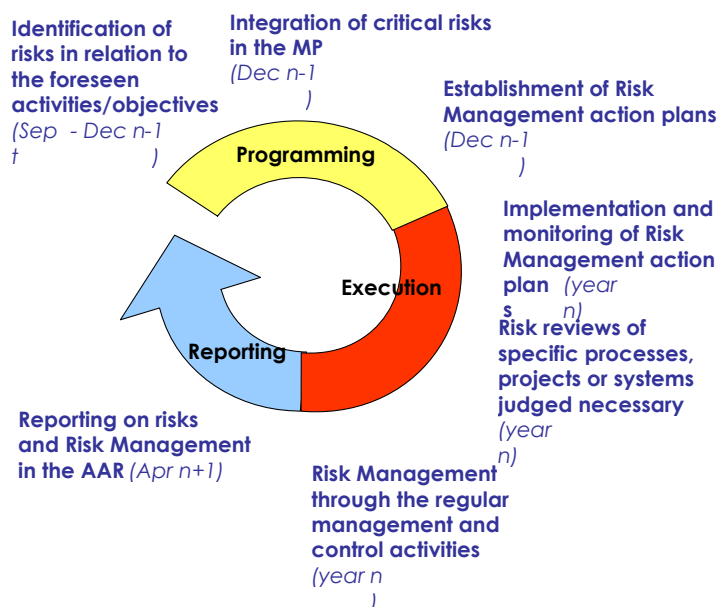 Identification of
risks in relation to
the foreseen
activities/objectives
(Sep - Dec n-1
t )
Integration of critical risks
in the MP
(Dec n-1
)
Establishment of Risk
Management action plans
(Dec n-1
)
Programming
Implementation and
monitoring of Risk
Management action
plan (year
s n)
Execution
Risk reviews of
specific processes,
projects or systems
judged necessary
(year
n)
Reporting
Reporting on risks
and Risk Management
in the AAR (Apr n+1)
Risk Management
through the regular
management and
control activities
(year n
)